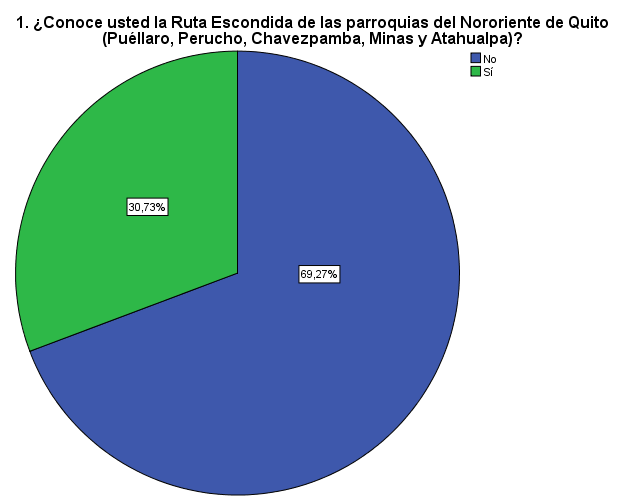 1. ¿Conoce usted la Ruta Escondida de las parroquias del Nororiente de Quito
(Puéllaro, Perucho, Chavezpamba, Minas y Atahualpa)?
No
Sí
30,73%
69,27%